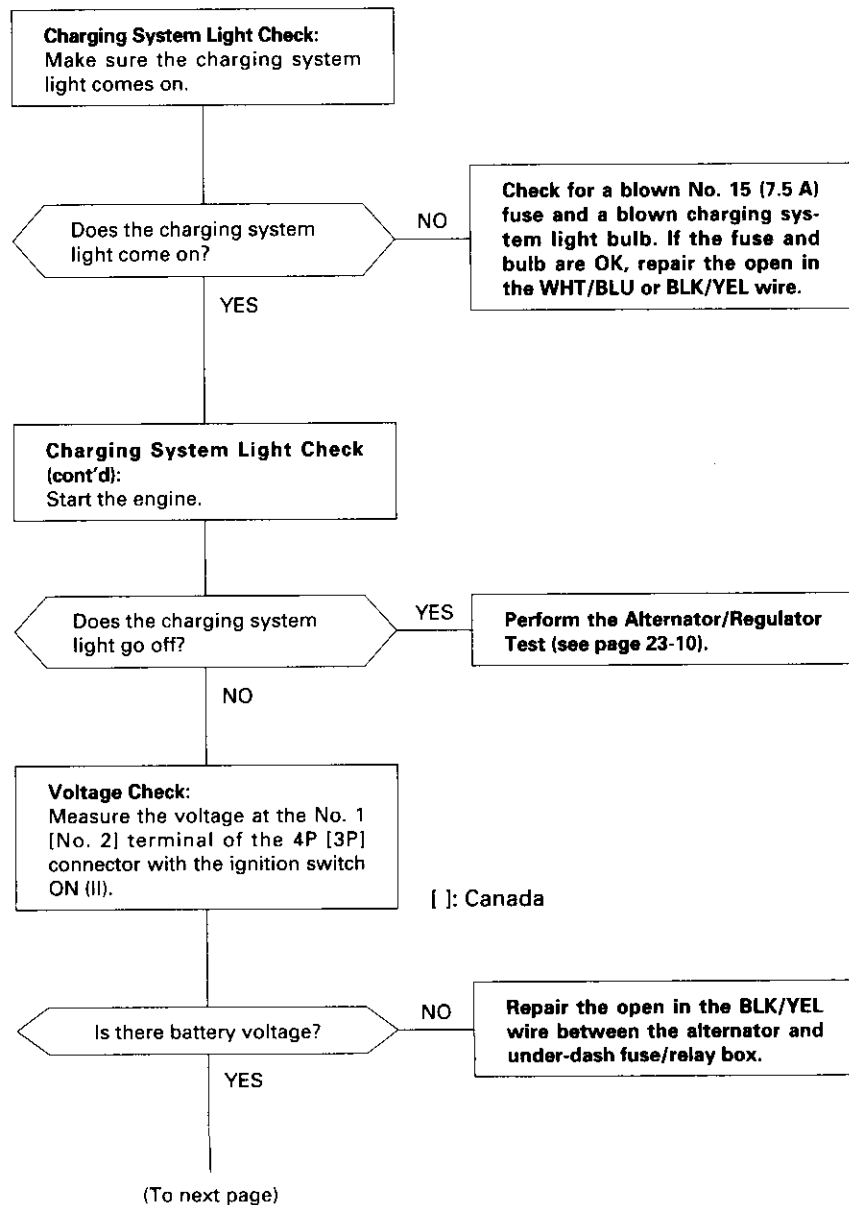 Charging System Light Check:
Make sure the charging system
light comes on.
Does the charging system
light come on?
NO
Check for a blown No. 15 (7.5 A)
fuse and a blown charging sys-
tem light bulb. If the fuse and
bulb are OK, repair the open in
the WHT/BLU or BLK/YEL wire.
YES
Charging System Light Check
(cont'd):
Start the engine.
Does the charging system
light go off?
YES
Perform the Alternator/Regulator
Test (see page 23-10).
NO
Voltage Check:
Measure the voltage at the No. 1
[No. 2] terminal of the 4P [3P]
connector with the ignition switch
ON (II).
[ ]: Canada
Is there battery voltage?
NO
Repair the open in the BLK/YEL
wire between the alternator and
under-dash fuse/relay box.
YES
(To next page)